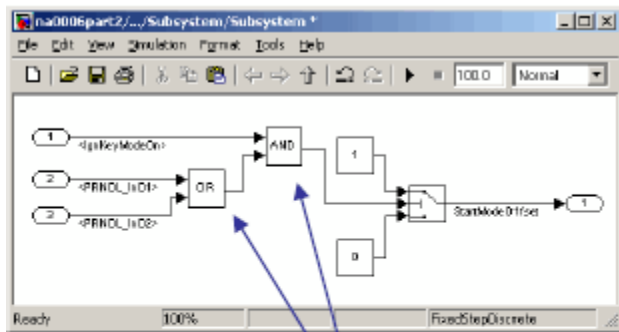 na0006part2/.../Subsystem/Subsystem *
File Edit View Simulation Format Tools Help
100.0 Normal
1
<IgnKeyModeOn>
AND
1
2
<PRNDL_InD1>
OR
3
<PRNDL_InD2>
StartModeOffset
1
0
Ready 100% FixedStepDiscrete